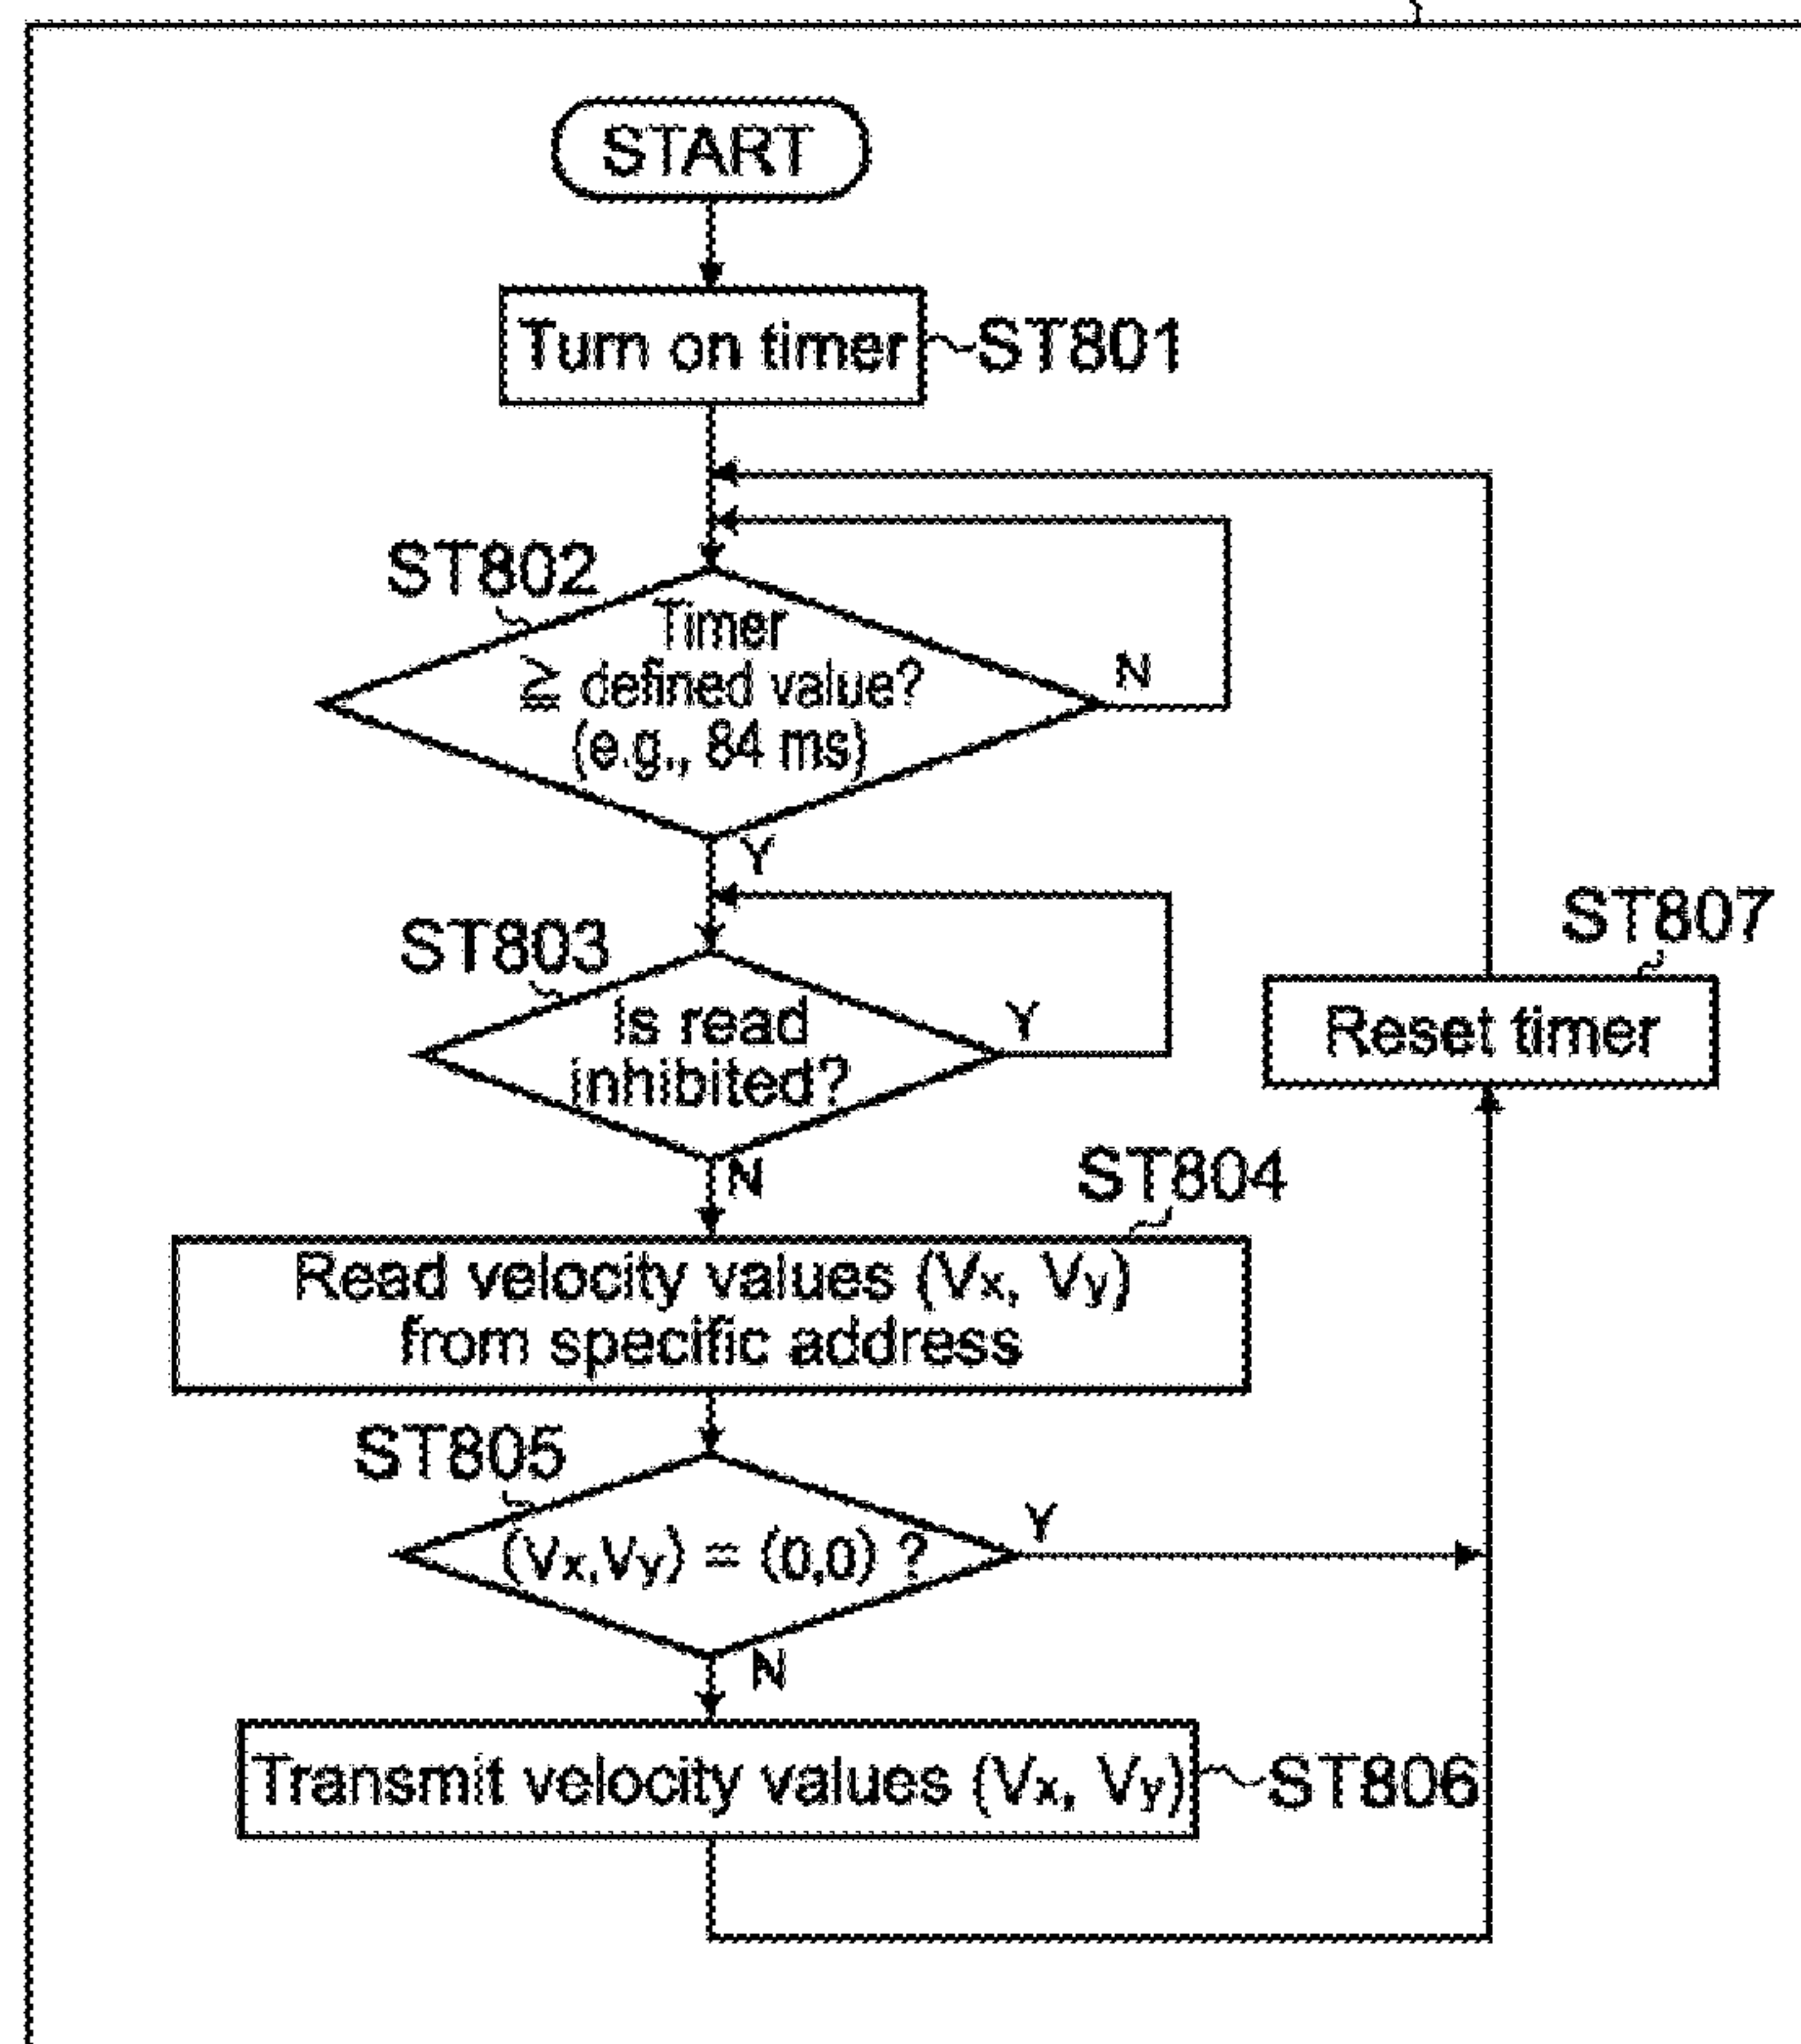 START
Turn on timer
ST801
ST802
Timer
≧ defined value?
(e.g., 84 ms)
N
Y
ST803
Is read
inhibited?
Y
N
ST807
Reset timer
ST804
Read velocity values (Vx, Vy)
from specific address
ST805
(Vx,Vy) = (0,0) ?
Y
N
Transmit velocity values (Vx, Vy)
ST806